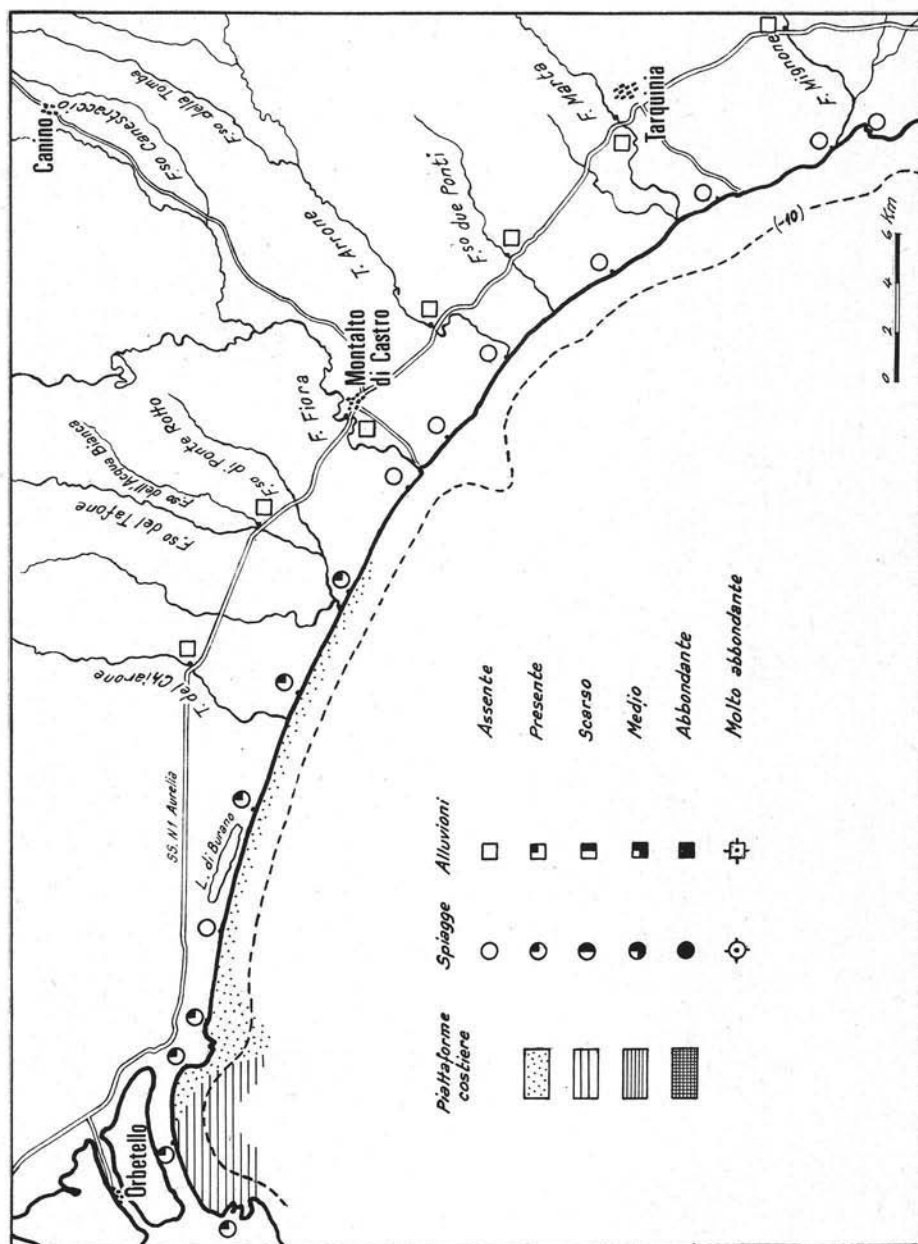 Orbetello
SS. N°1 Aurelia
L. di Burano
T. del Chiarone
F.so del Tafone
F.so dell'Acqua Bianca
F.so di Ponte Rotto
F. Fiora
Montalto
di Castro
Canino
F.so Canestraccio
F.so della Tomba
T. Arrone
F.so due Ponti
F. Marta
Tarquinia
F. Mignone
(-10)
0 2 4 6 Km
Piattaforme
costiere
Spiagge
Alluvioni
Assente
Presente
Scarso
Medio
Abbondante
Molto abbondante